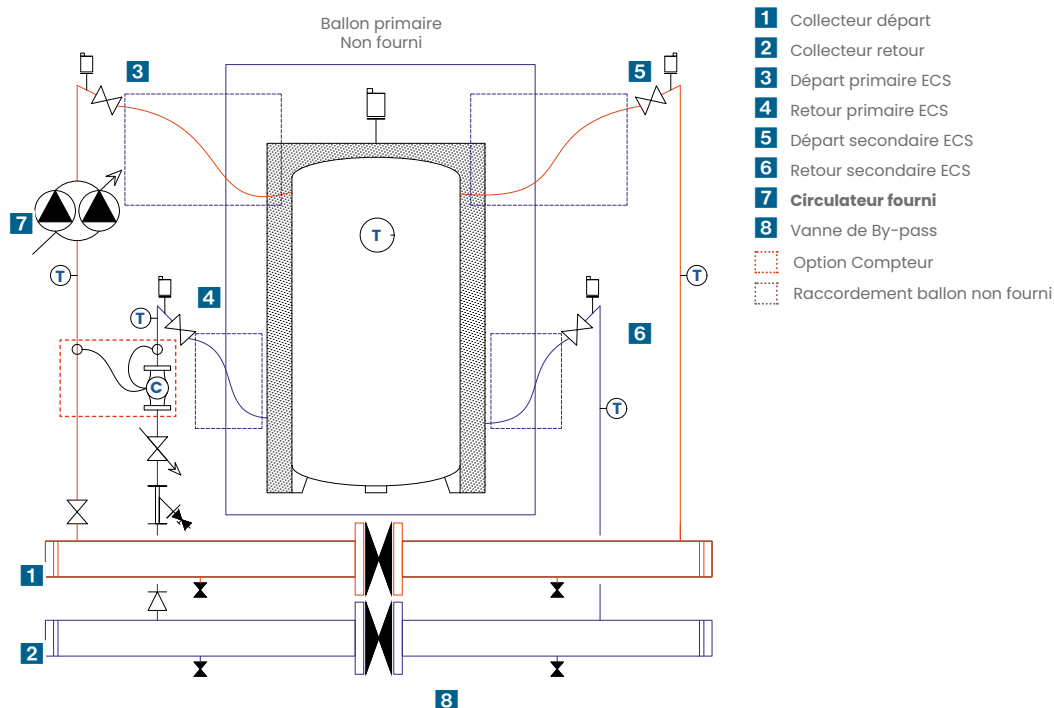 Ballon primaire
Non fourni
3
5
7
T
T
T
4
T
6
C
T
1
2
8
1 Collecteur départ
2 Collecteur retour
3 Départ primaire ECS
4 Retour primaire ECS
5 Départ secondaire ECS
6 Retour secondaire ECS
7 Circulateur fourni
8 Vanne de By-pass
Option Compteur
Raccordement ballon non fourni